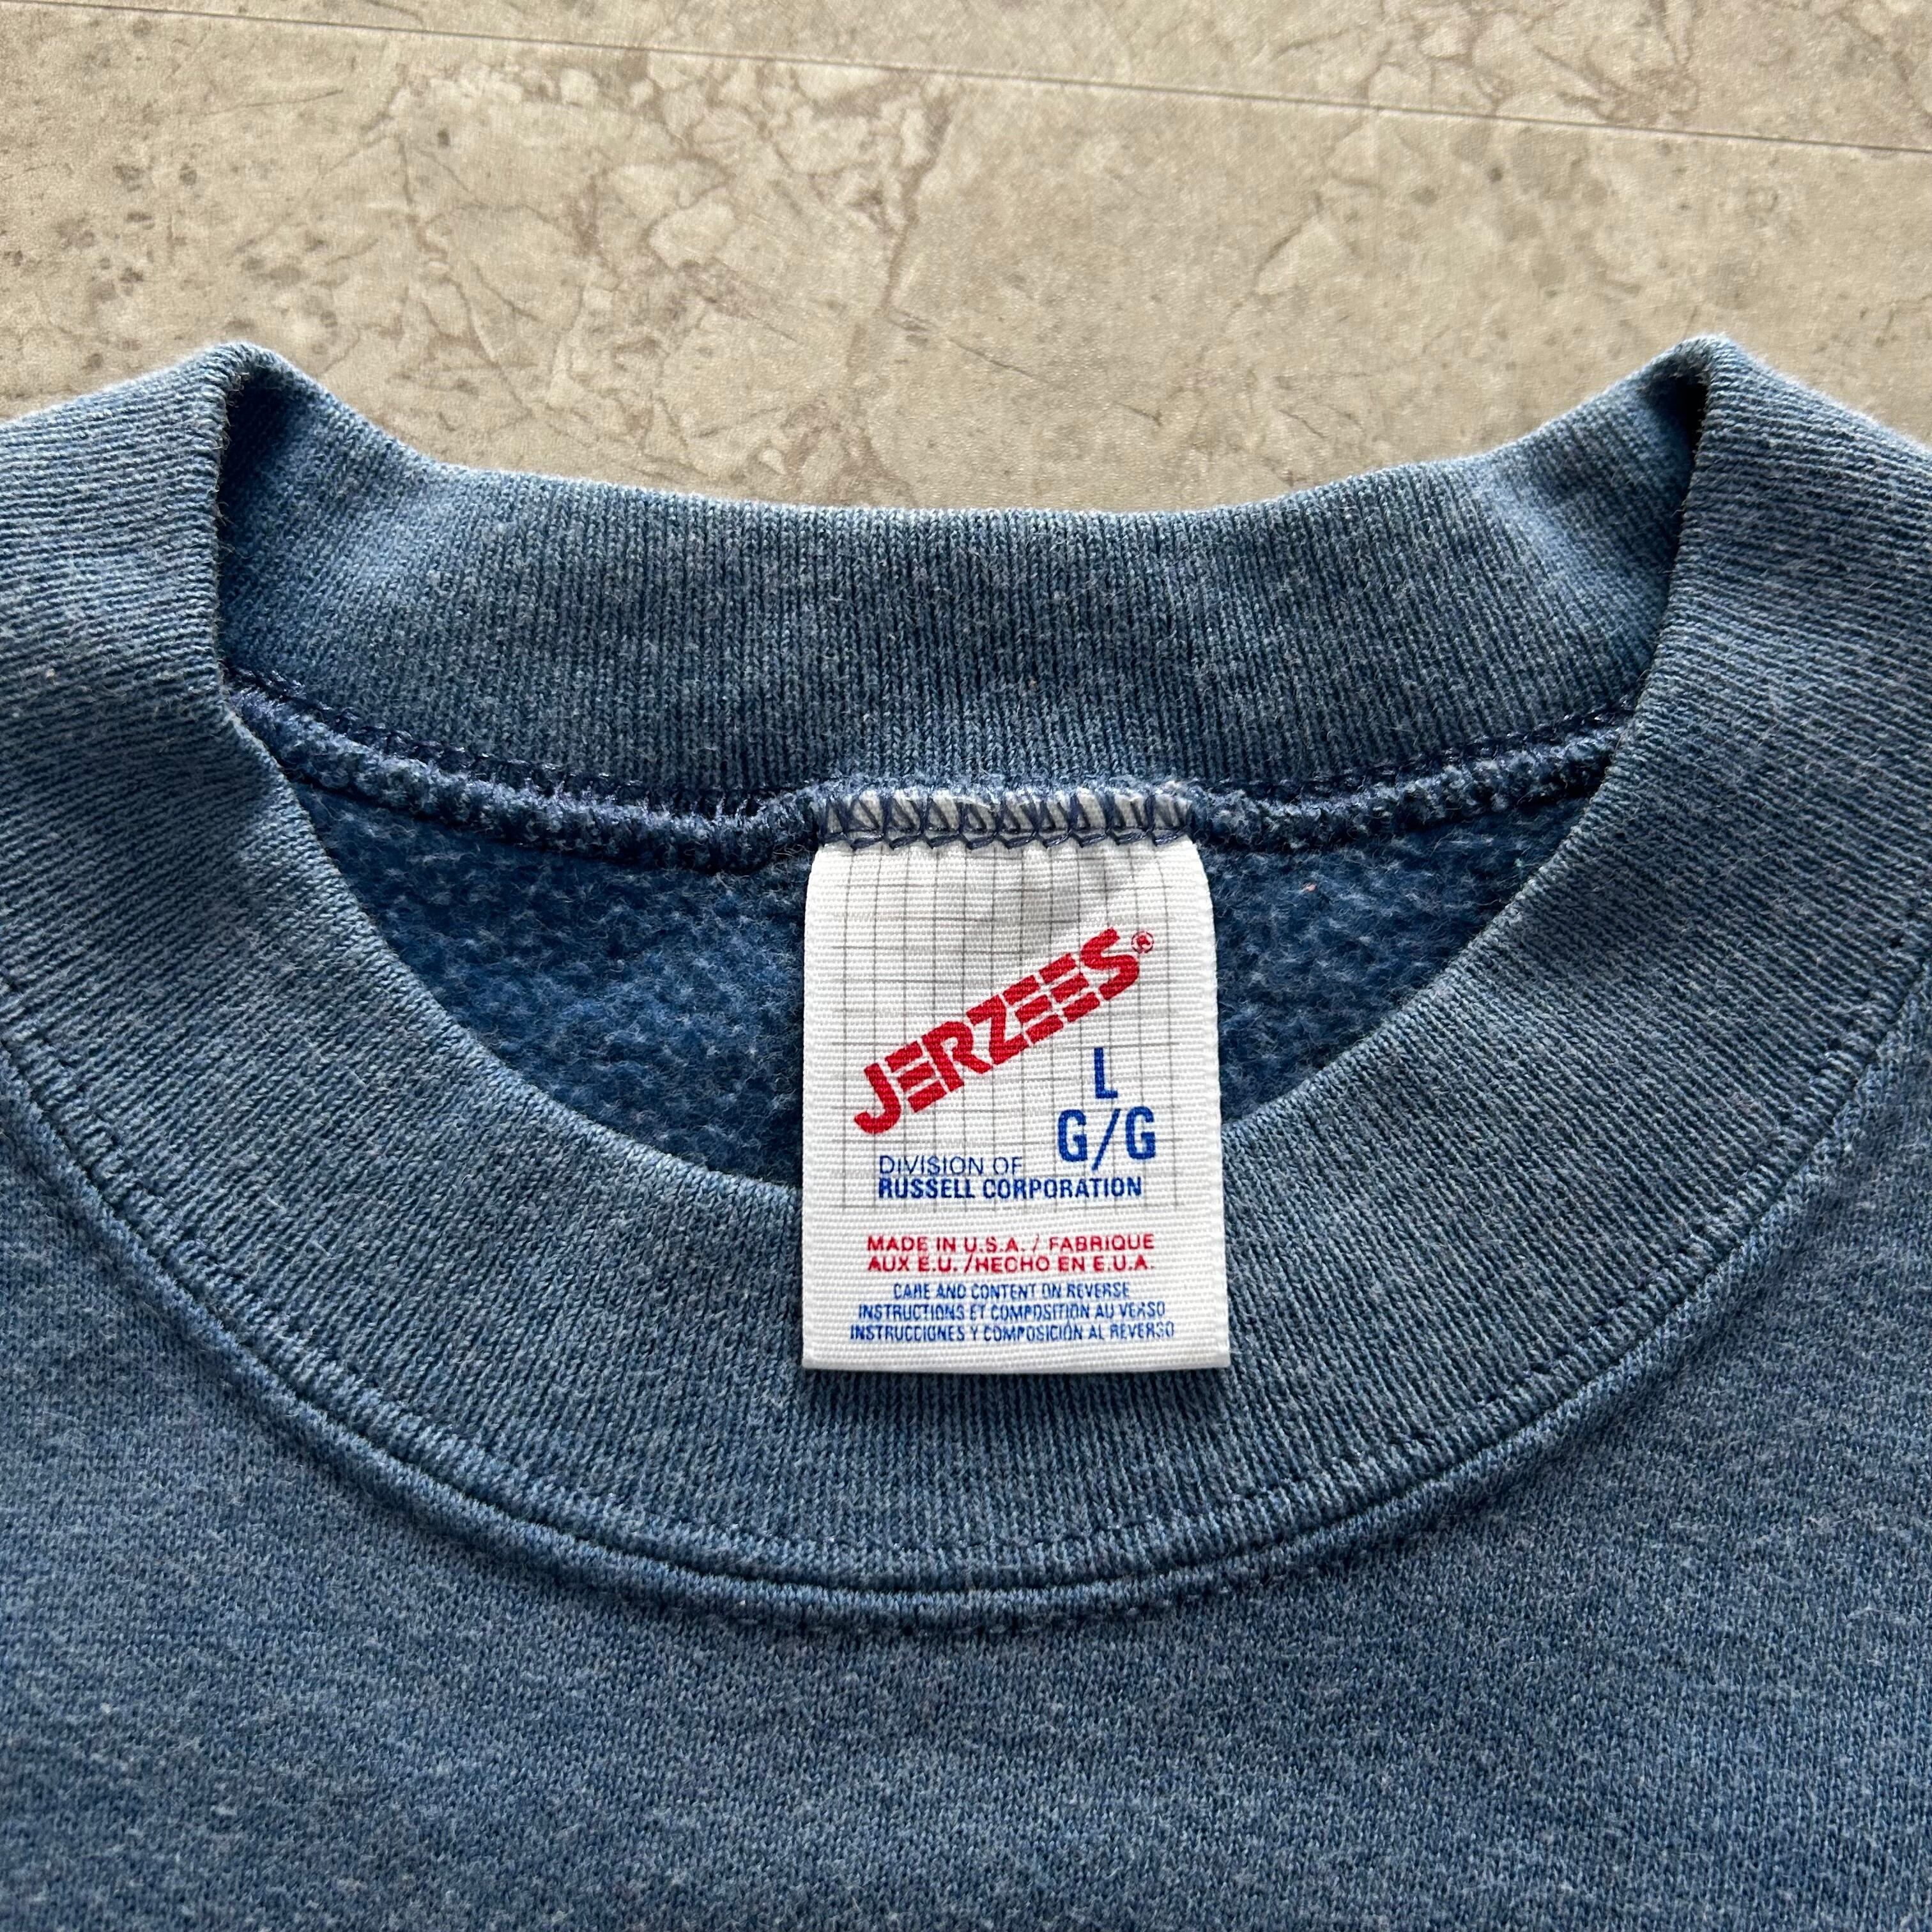 JERZEES®
L
G/G
DIVISION OF
RUSSELL CORPORATION
MADE IN U.S.A. / FABRIQUE
AUX E.U. /HECHO EN E.U.A.
CARE AND CONTENT ON REVERSE
INSTRUCTIONS ET COMPOSITION AU VERSO
INSTRUCCIONES Y COMPOSICIÓN AL REVERSO